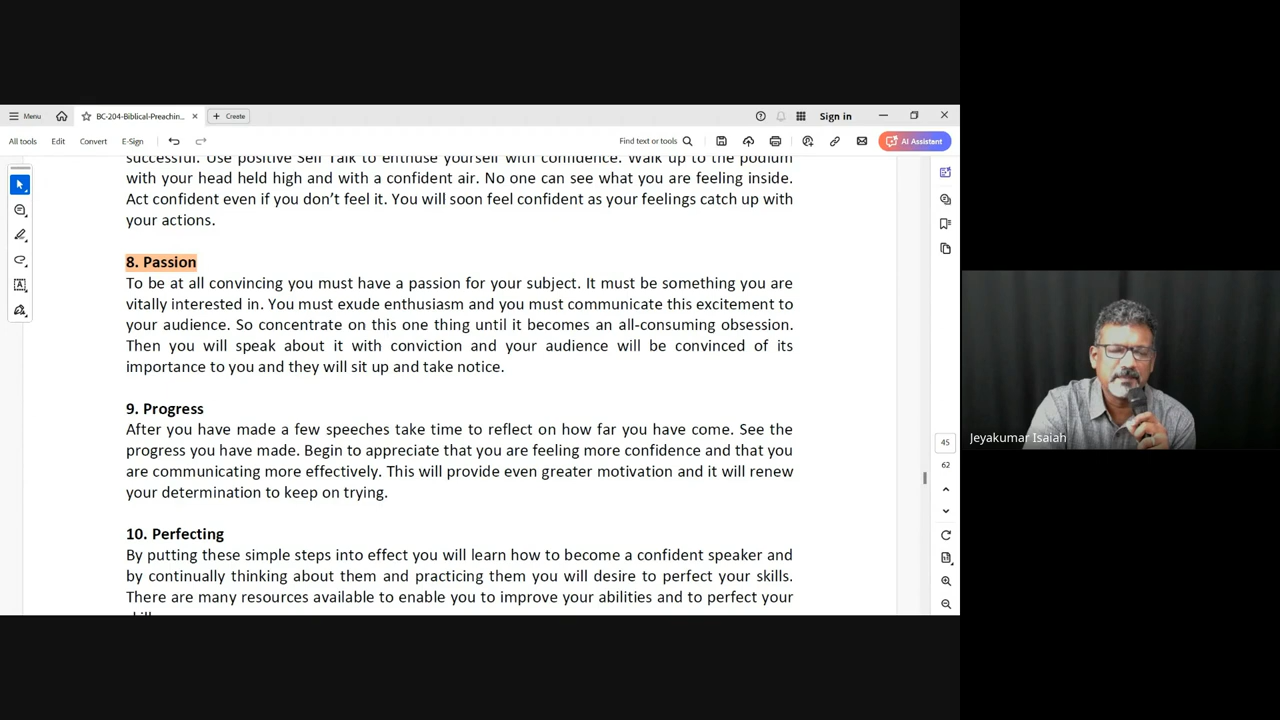 Menu
BC-204-Biblical-Preachin...
Create
Sign in
All tools
Edit
Convert
E-Sign
Find text or tools
AI Assistant
successful. Use positive Self Talk to enthuse yourself with confidence. Walk up to the podium
with your head held high and with a confident air. No one can see what you are feeling inside.
Act confident even if you don't feel it. You will soon feel confident as your feelings catch up with
your actions.
8. Passion
To be at all convincing you must have a passion for your subject. It must be something you are
vitally interested in. You must exude enthusiasm and you must communicate this excitement to
your audience. So concentrate on this one thing until it becomes an all-consuming obsession.
Then you will speak about it with conviction and your audience will be convinced of its
importance to you and they will sit up and take notice.
9. Progress
After you have made a few speeches take time to reflect on how far you have come. See the
progress you have made. Begin to appreciate that you are feeling more confidence and that you
are communicating more effectively. This will provide even greater motivation and it will renew
your determination to keep on trying.
10. Perfecting
By putting these simple steps into effect you will learn how to become a confident speaker and
by continually thinking about them and practicing them you will desire to perfect your skills.
There are many resources available to enable you to improve your abilities and to perfect your
45
62
Jeyakumar Isaiah